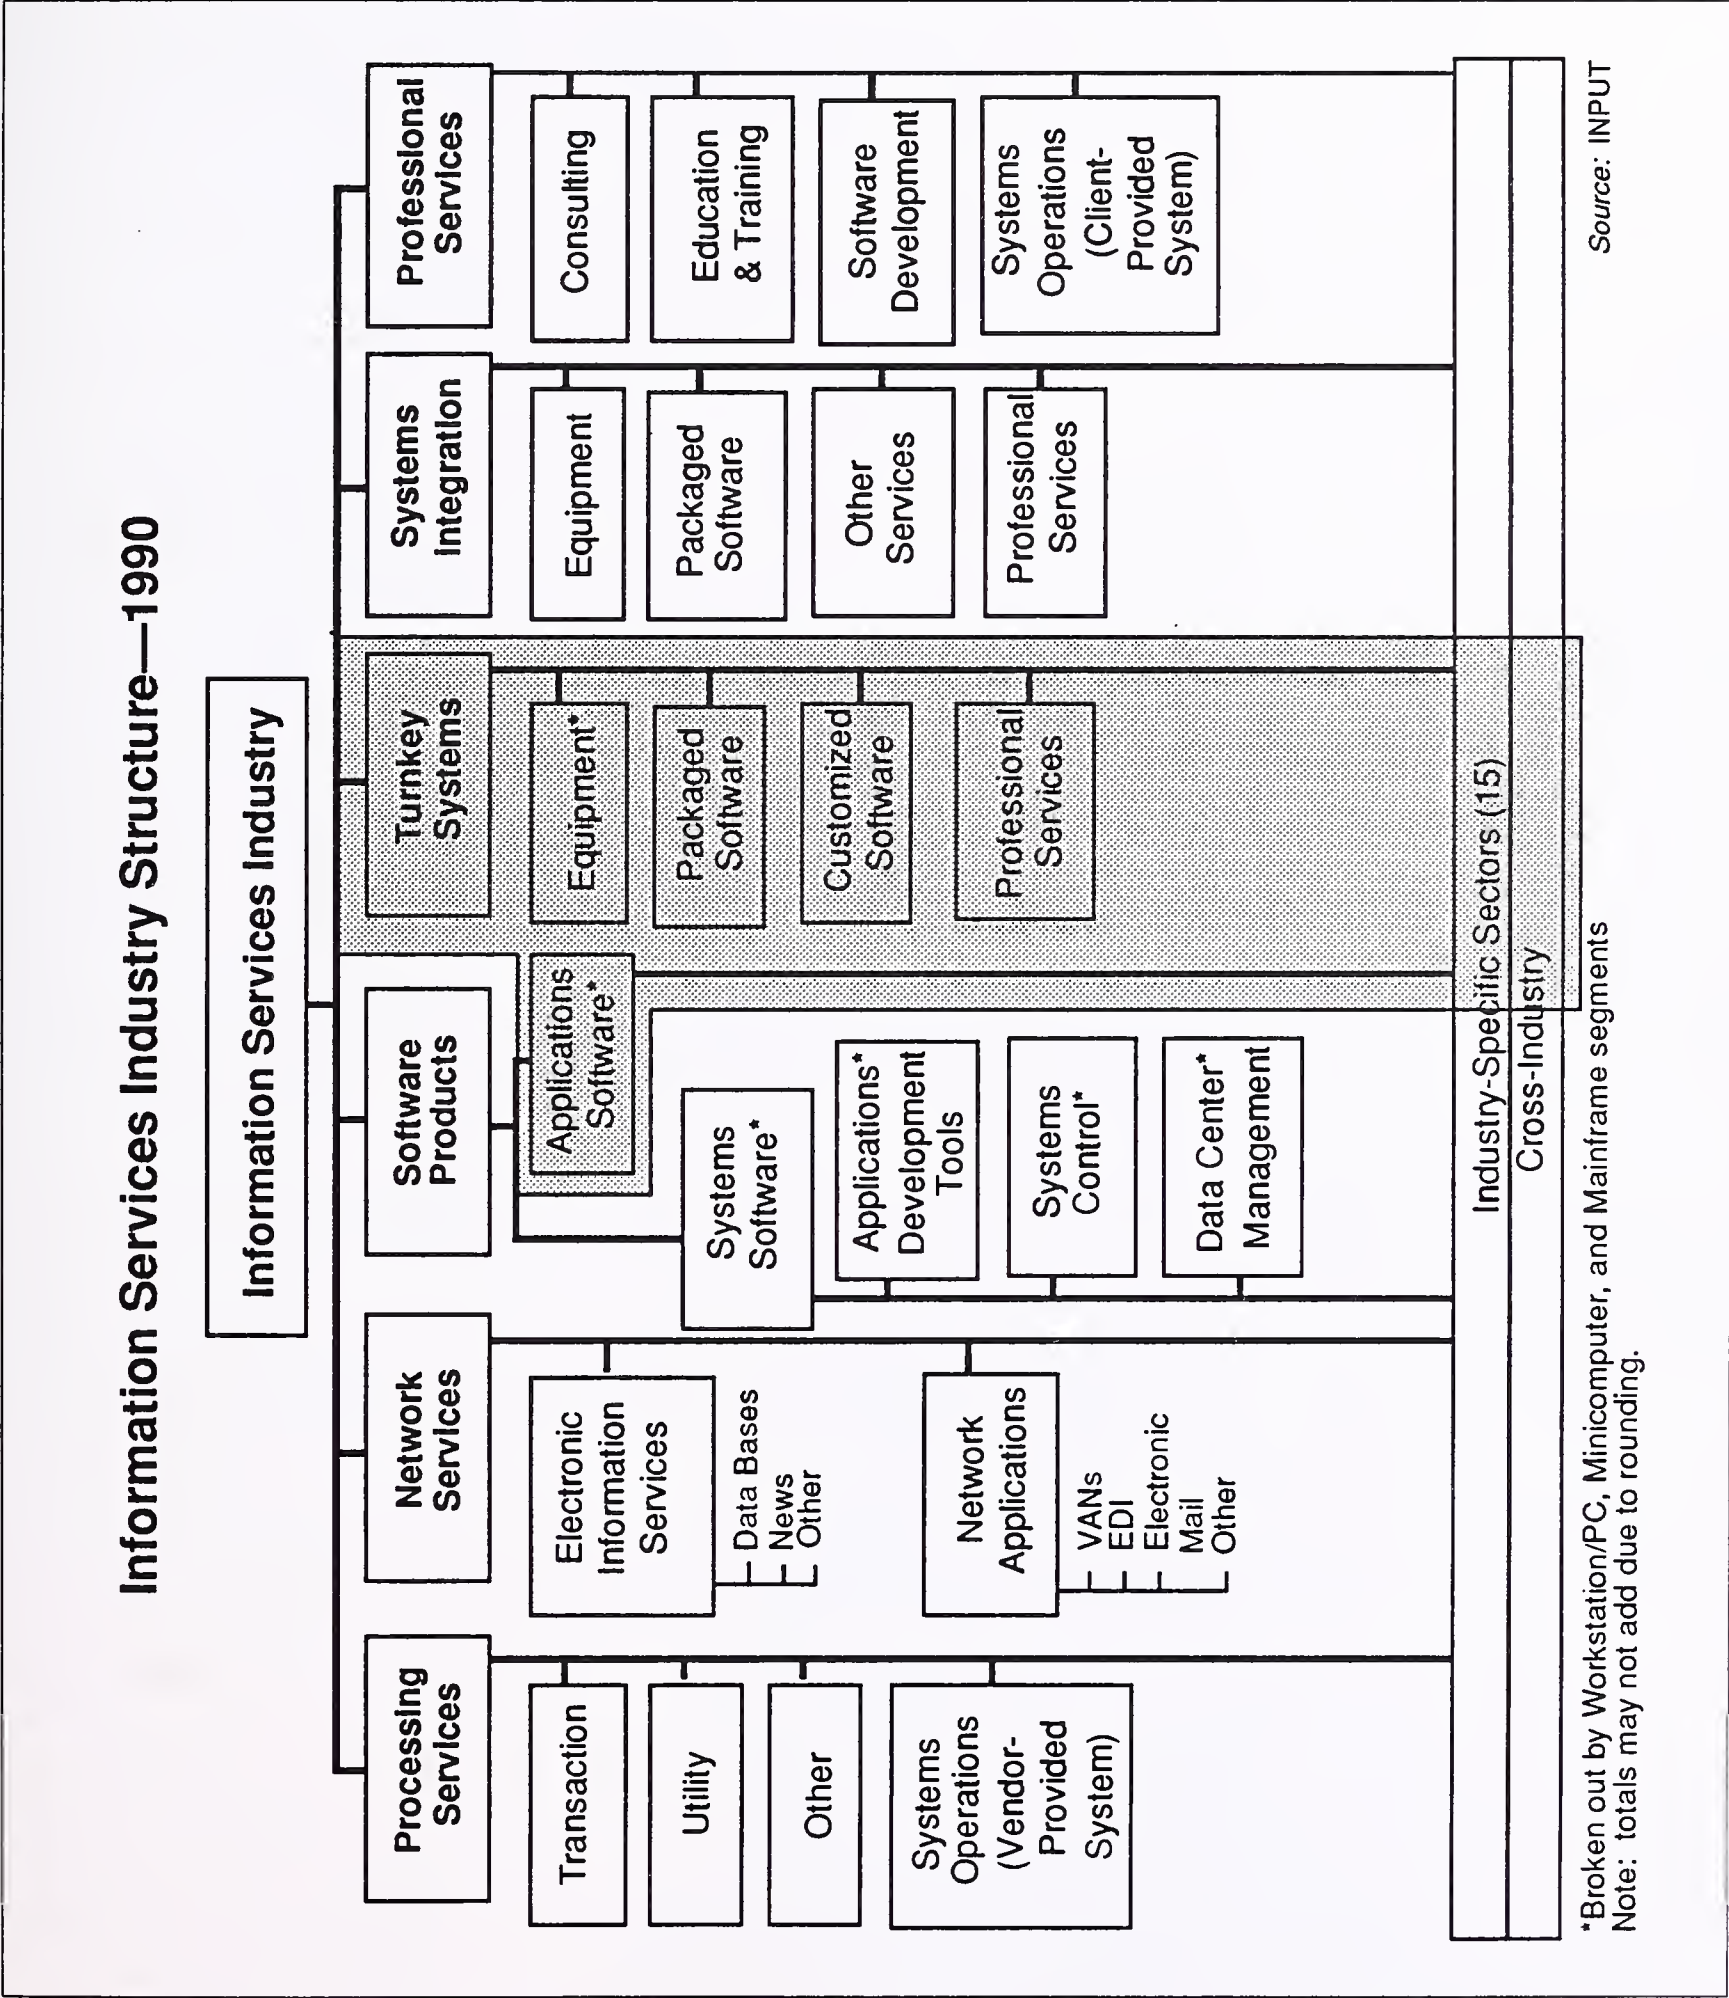 Information Services Industry Structure—1990
Information Services Industry
Processing
Services
Transaction
Utility
Other
Systems
Operations
(Vendor-
Provided
System)
Network
Services
Electronic
Information
Services
Data Bases
News
Other
Network
Applications
VANs
EDI
Electronic
Mail
Other
Software
Products
Applications
Software*
Systems
Software*
Applications*
Development
Tools
Systems
Control*
Data Center*
Management
Turnkey
Systems
Equipment*
Packaged
Software
Customized
Software
Professional
Services
Systems
Integration
Equipment
Packaged
Software
Other
Services
Professional
Services
Professional
Services
Consulting
Education
& Training
Software
Development
Systems
Operations
(Client-
Provided
System)
Industry-Specific Sectors (15)
Cross-Industry
*Broken out by Workstation/PC, Minicomputer, and Mainframe segments
Note: totals may not add due to rounding.
Source: INPUT